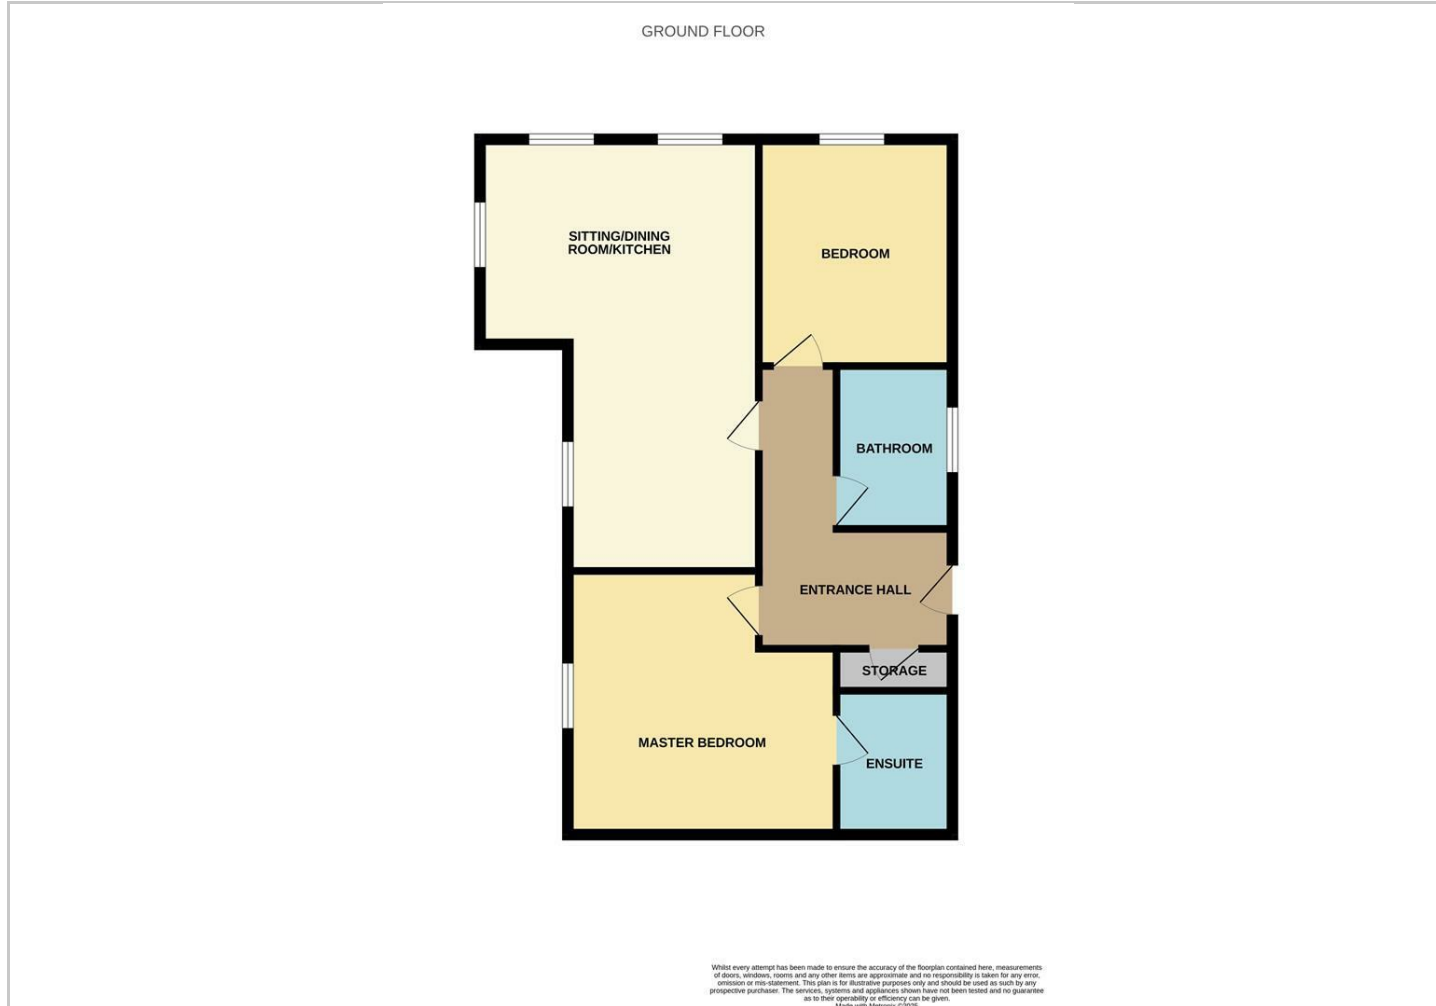 GROUND FLOOR
SITTING/DINING
ROOM/KITCHEN
BEDROOM
BATHROOM
ENTRANCE HALL
STORAGE
MASTER BEDROOM
ENSUITE
Whilst every attempt has been made to ensure the accuracy of the floorplan contained here, measurements
of doors, windows, rooms and any other items are approximate and no responsibility is taken for any error,
omission or mis-statement. This plan is for illustrative purposes only and should be used as such by any
prospective purchaser. The services, systems and appliances shown have not been tested and no guarantee
as to their operability or efficiency can be given.
Made with Metropix ©2025